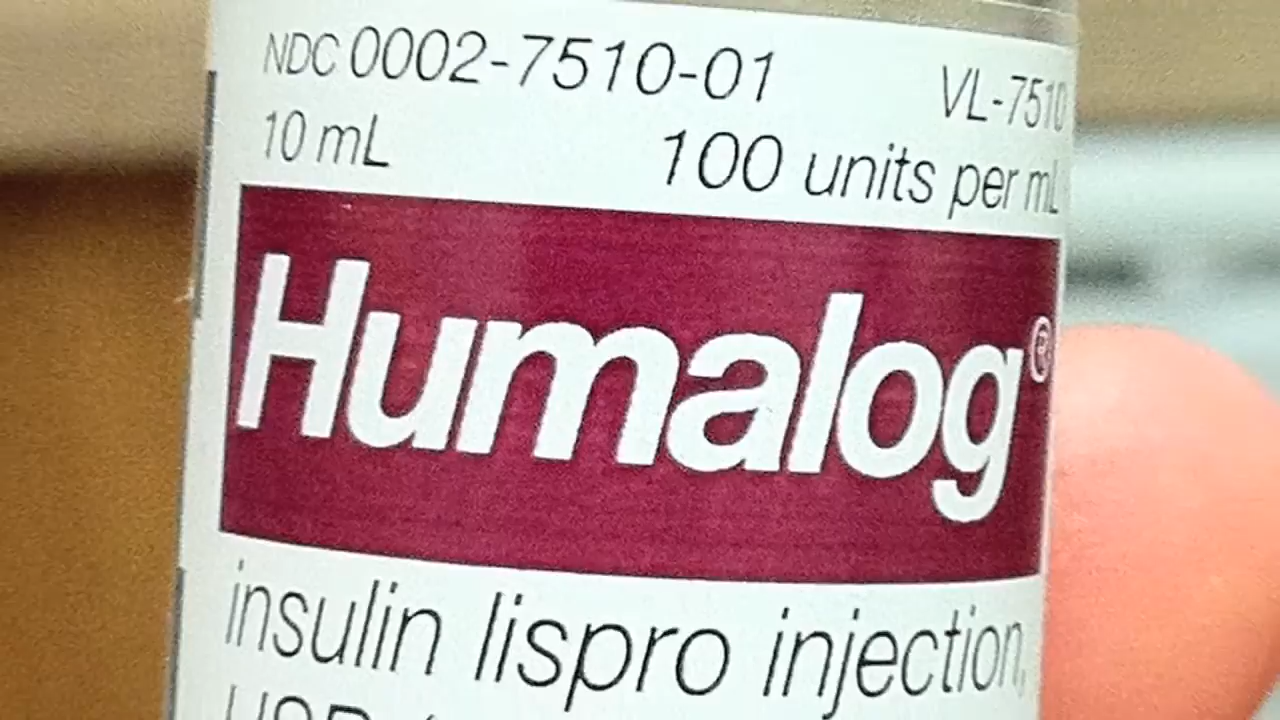 NDC 0002-7510-01 VL-7510
10 mL 100 units per mL
Humalog®
insulin lispro injection,